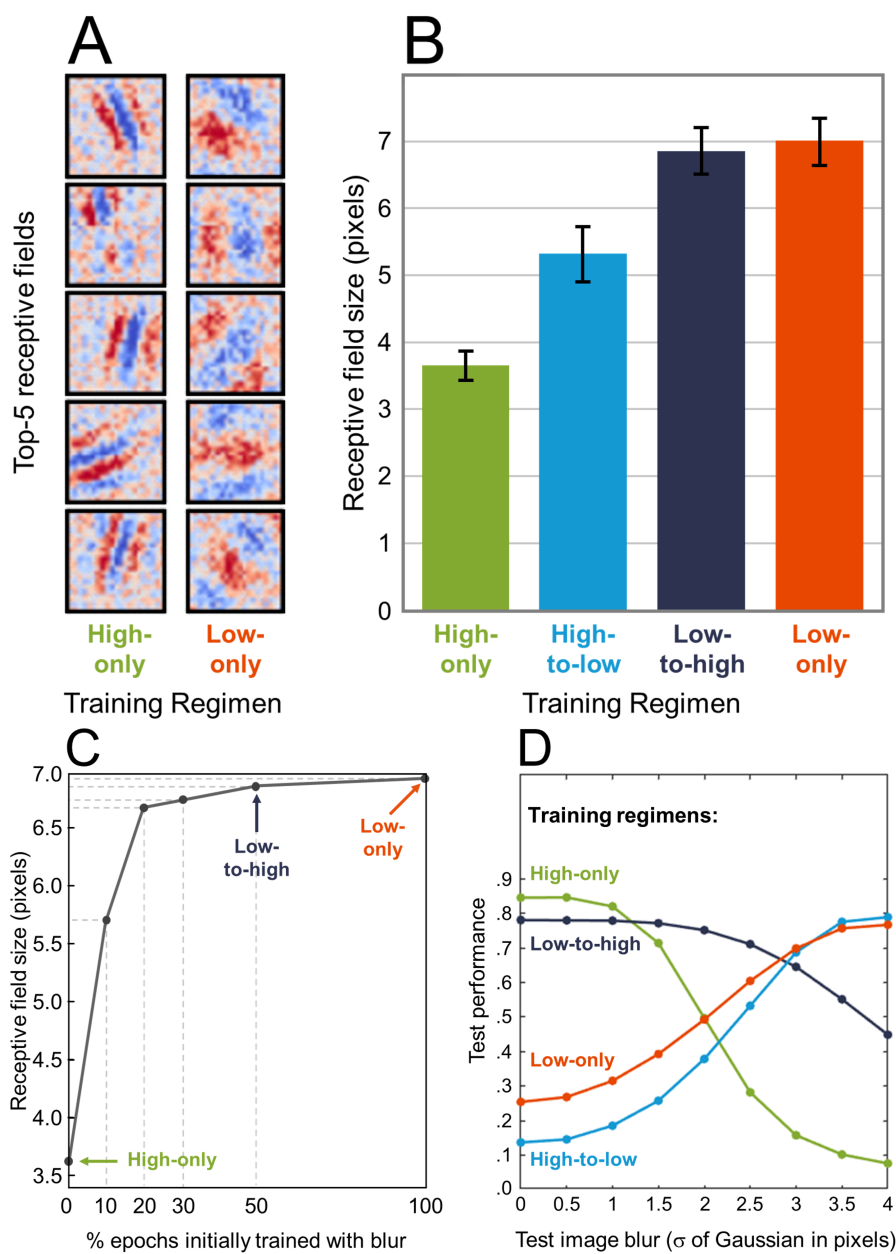 A
Top-5 receptive fields
High-
only
Low-
only
Training Regimen
B
Receptive field size (pixels)
7
6
5
4
3
2
1
0
High-
only
High-
to-low
Low-
to-high
Low-
only
Training Regimen
C
Receptive field size (pixels)
7.0
6.5
6.0
5.5
5.0
4.5
4.0
3.5
Low-
to-high
Low-
only
High-only
0 10 20 30 50 100
% epochs initially trained with blur
D
Training regimens:
Test performance
.9
.8
.7
.6
.5
.4
.3
.2
.1
.0
High-only
Low-to-high
Low-only
High-to-low
0 0.5 1 1.5 2 2.5 3 3.5 4
Test image blur (σ of Gaussian in pixels)